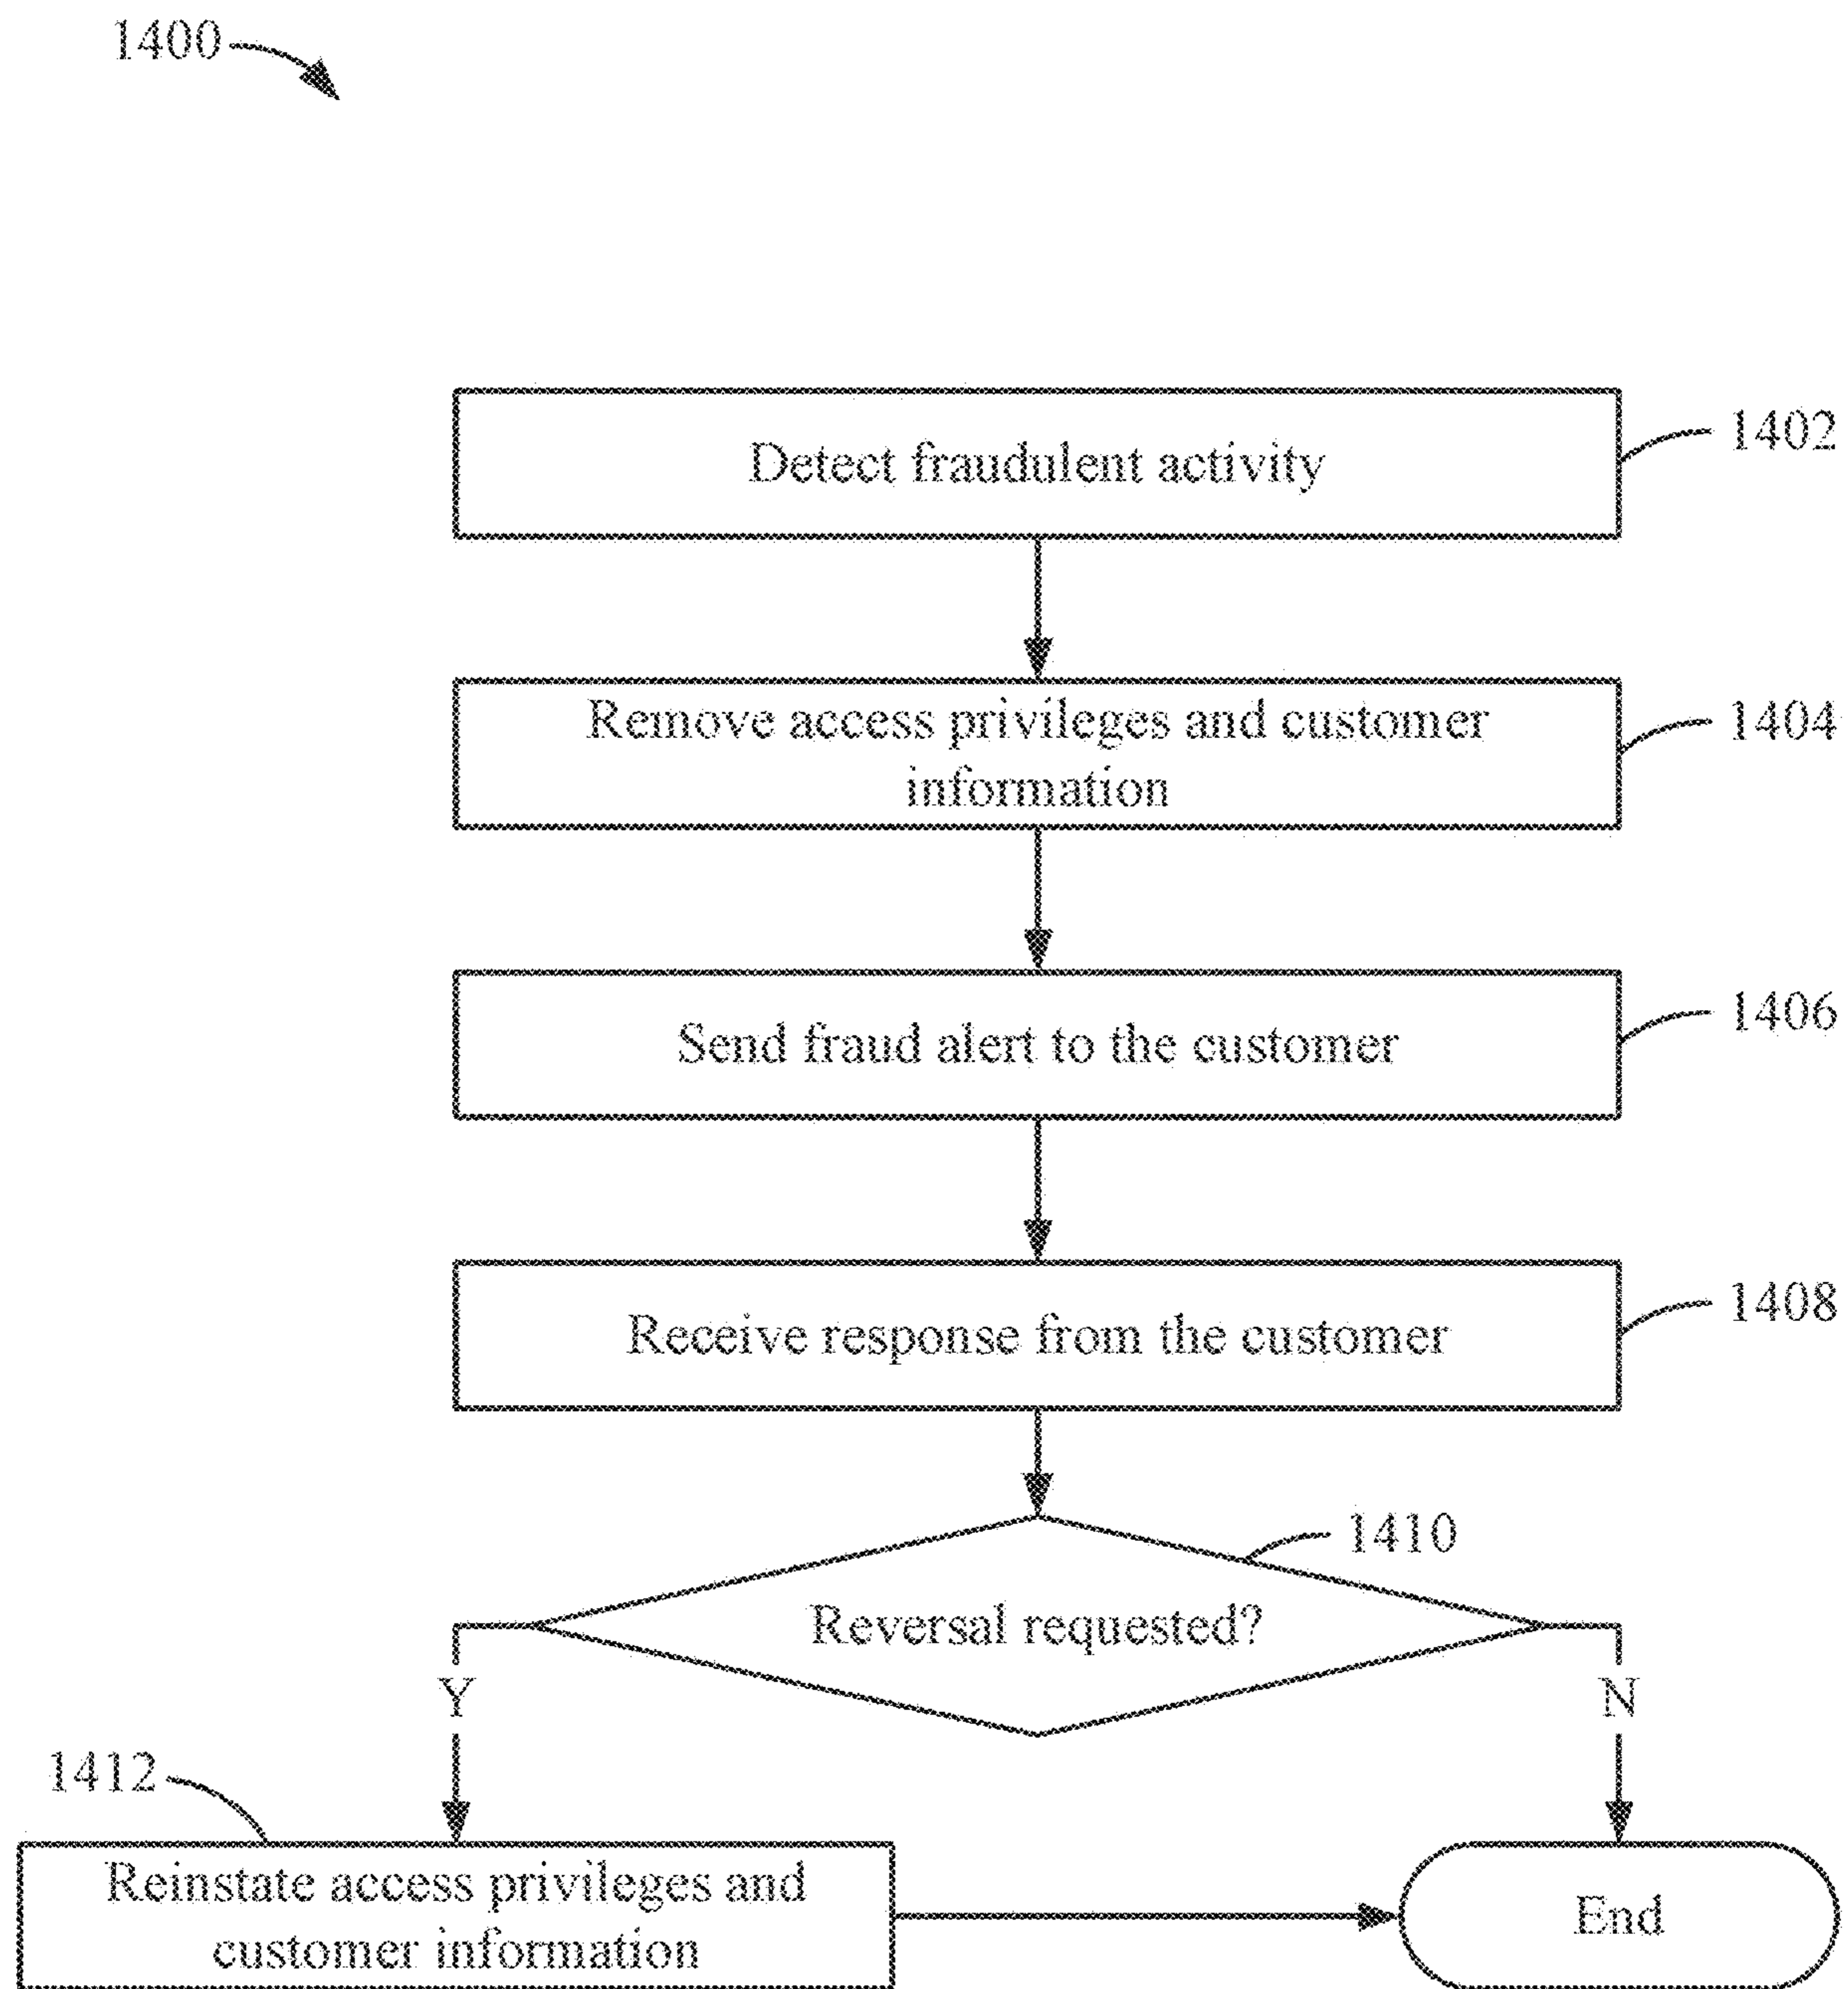 1400
Detect fraudulent activity
1402
Remove access privileges and customer
information
1404
Send fraud alert to the customer
1406
Receive response from the customer
1408
1410
Reversal requested?
Y
N
1412
Reinstate access privileges and
customer information
End